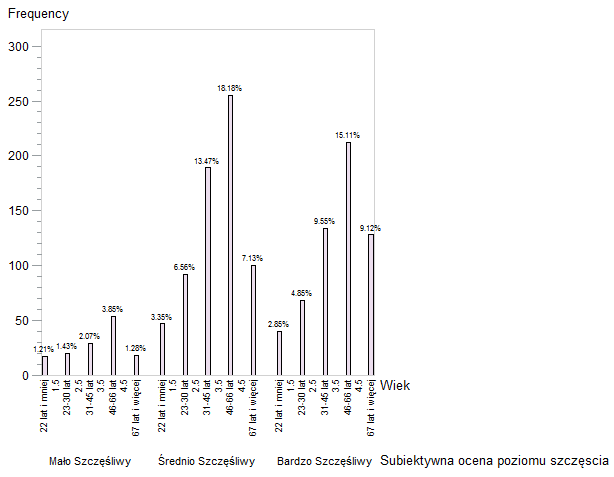 Frequency
300
250
200
150
100
50
0
1.21%
1.43%
2.07%
3.85%
1.28%
3.35%
6.56%
13.47%
18.18%
7.13%
2.85%
4.85%
9.55%
15.11%
9.12%
22 lat i mniej
1.5
23-30 lat
2.5
31-45 lat
3.5
46-66 lat
4.5
67 lat i więcej
22 lat i mniej
1.5
23-30 lat
2.5
31-45 lat
3.5
46-66 lat
4.5
67 lat i więcej
22 lat i mniej
1.5
23-30 lat
2.5
31-45 lat
3.5
46-66 lat
4.5
67 lat i więcej
Wiek
Mało Szczęśliwy
Średnio Szczęśliwy
Bardzo Szczęśliwy
Subiektywna ocena poziomu szczęscia